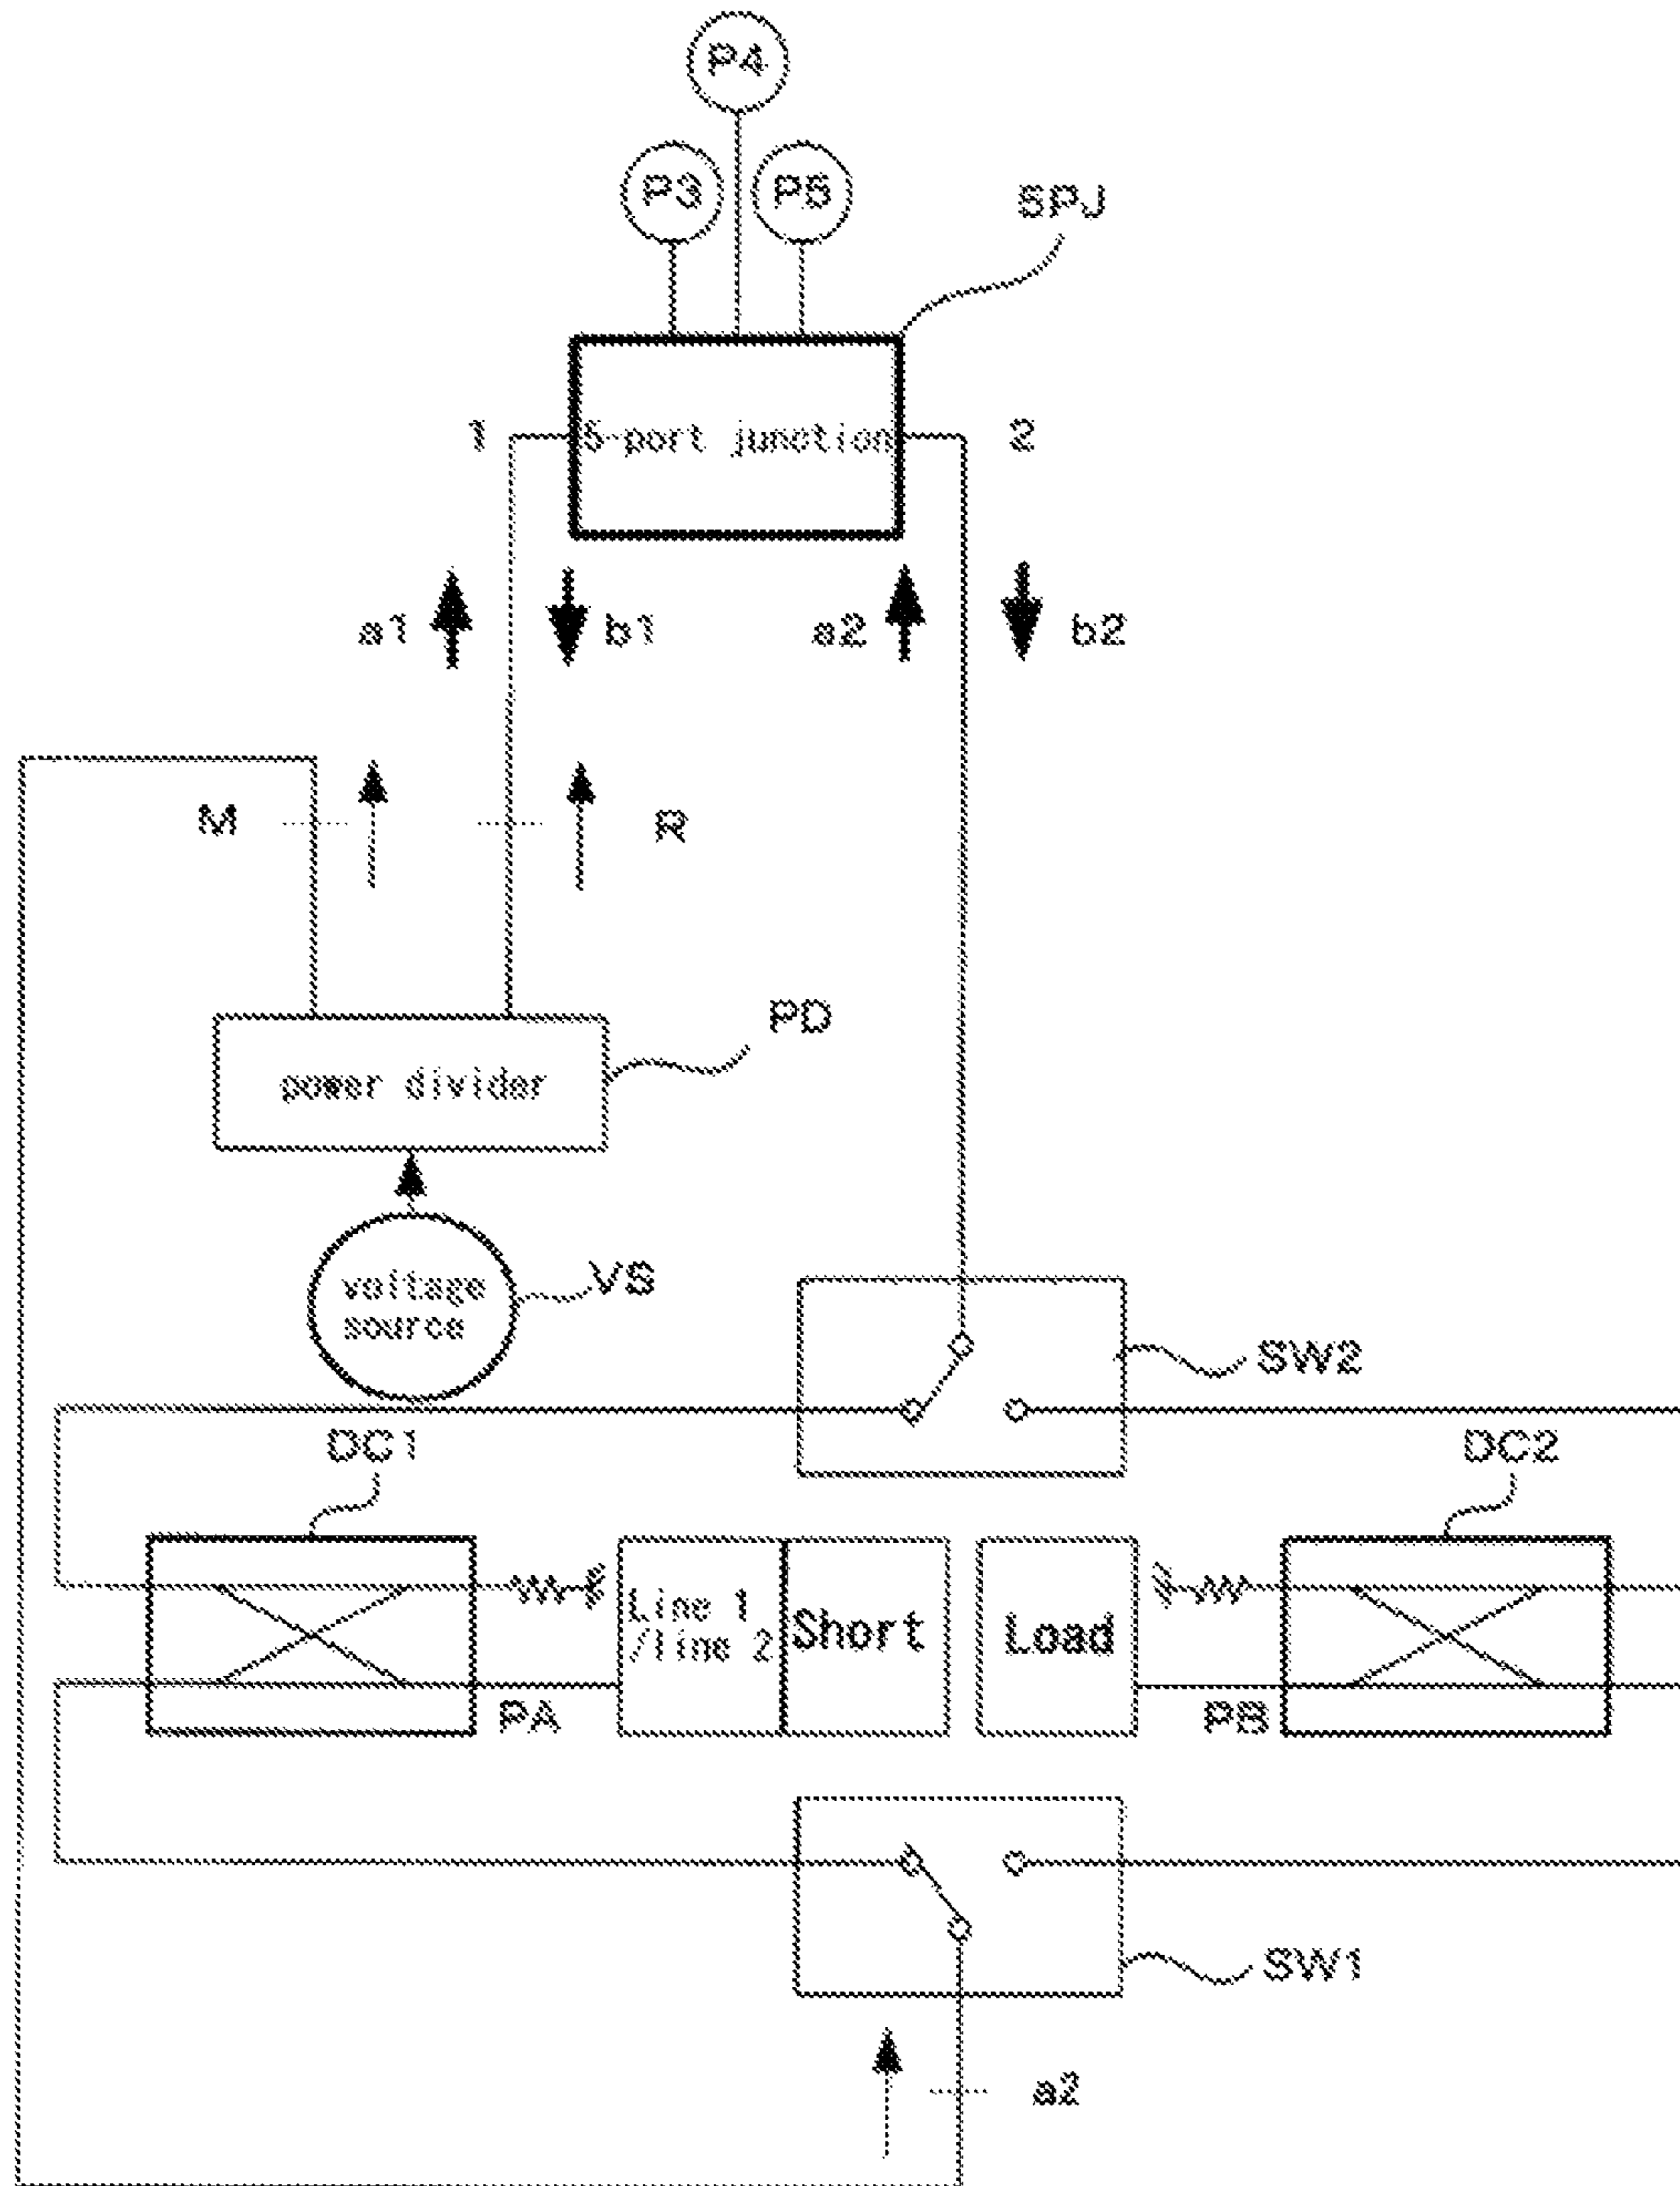 P4
P3
P5
SPJ
1
5-port junction
2
a1
b1
a2
b2
M
R
PD
power divider
voltage
source
VS
SW2
DC1
DC2
Line 1
/line 2
Short
Load
PA
PB
SW1
a2